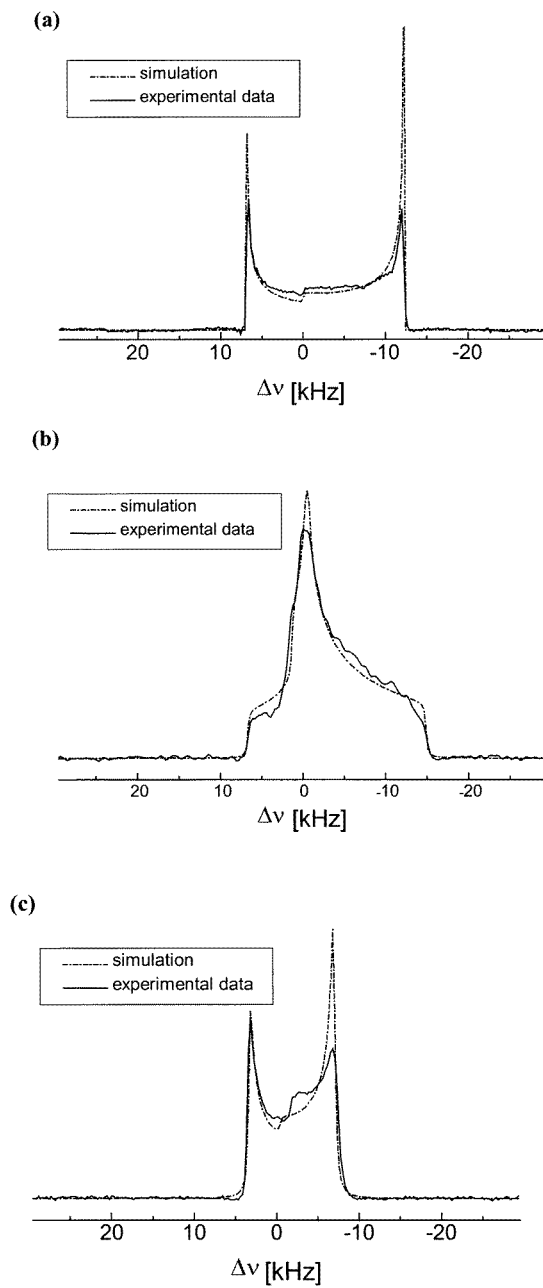 (a)
simulation
experimental data
20 10 0 -10 -20
Δν [kHz]
(b)
simulation
experimental data
20 10 0 -10 -20
Δν [kHz]
(c)
simulation
experimental data
20 10 0 -10 -20
Δν [kHz]